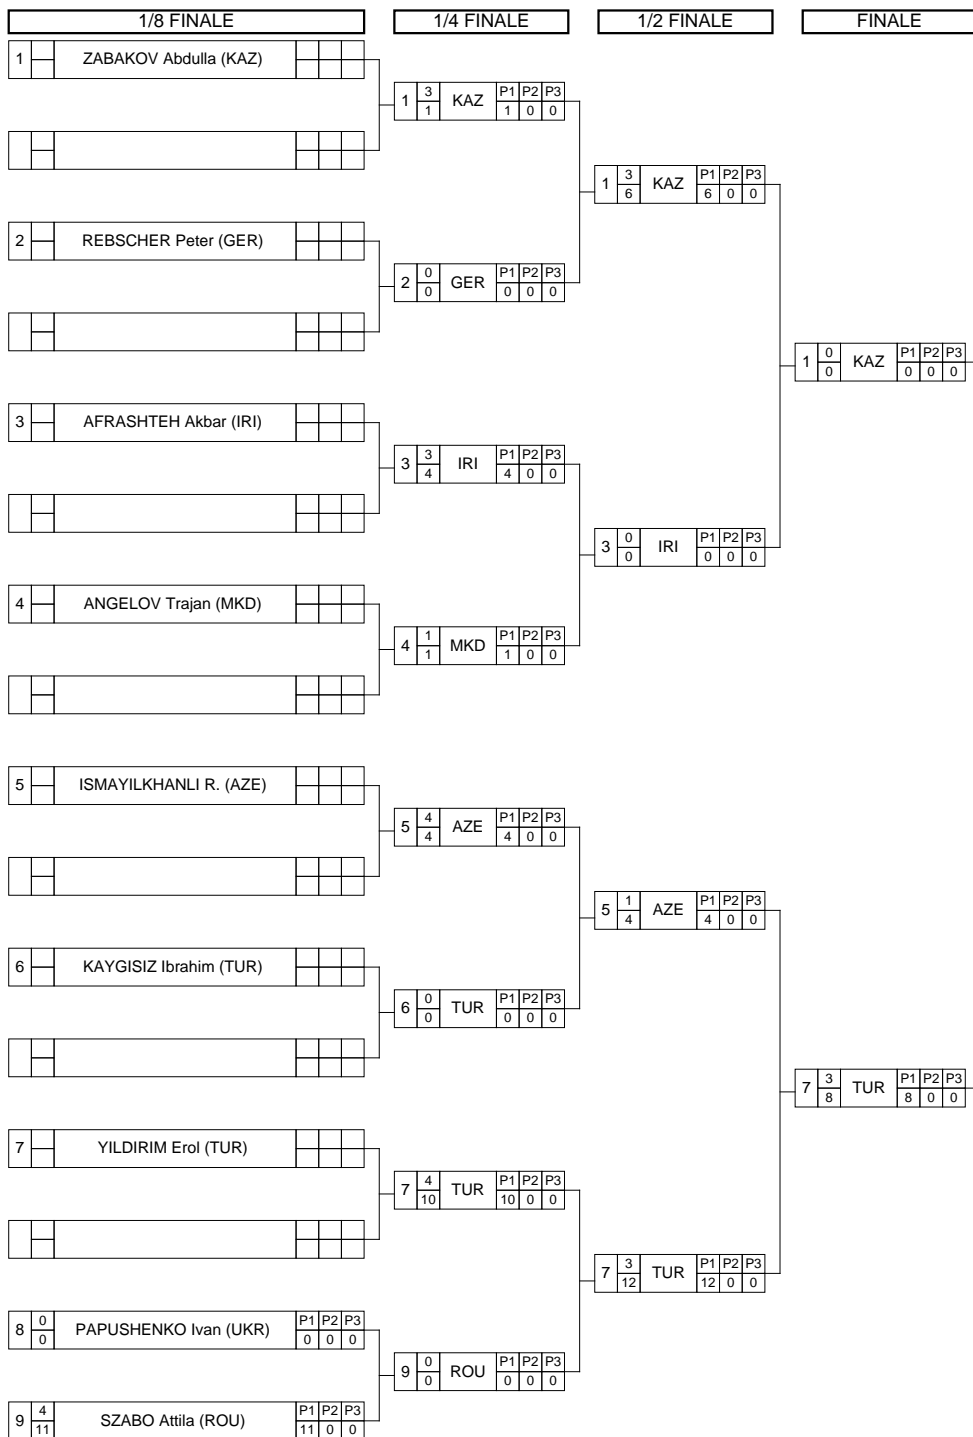 1/8 FINALE 1/4 FINALE 1/2 FINALE FINALE
1 ZABAKOV Abdulla (KAZ)
1 3 KAZ P1 P2 P3
1 1 0 0
1 3 KAZ P1 P2 P3
6 6 0 0
2 REBSCHER Peter (GER)
2 0 GER P1 P2 P3
0 0 0 0
1 0 KAZ P1 P2 P3
0 0 0 0
3 AFRASHTEH Akbar (IRI)
3 3 IRI P1 P2 P3
4 4 0 0
3 0 IRI P1 P2 P3
0 0 0 0
4 ANGELOV Trajan (MKD)
4 1 MKD P1 P2 P3
1 1 0 0
5 ISMAYILKHANLI R. (AZE)
5 4 AZE P1 P2 P3
4 4 0 0
5 1 AZE P1 P2 P3
4 4 0 0
6 KAYGISIZ Ibrahim (TUR)
6 0 TUR P1 P2 P3
0 0 0 0
7 3 TUR P1 P2 P3
8 8 0 0
7 YILDIRIM Erol (TUR)
7 4 TUR P1 P2 P3
10 10 0 0
7 3 TUR P1 P2 P3
12 12 0 0
8 0 PAPUSHENKO Ivan (UKR) P1 P2 P3
0 0 0 0
9 0 ROU P1 P2 P3
0 0 0 0
9 4 SZABO Attila (ROU) P1 P2 P3
11 11 0 0